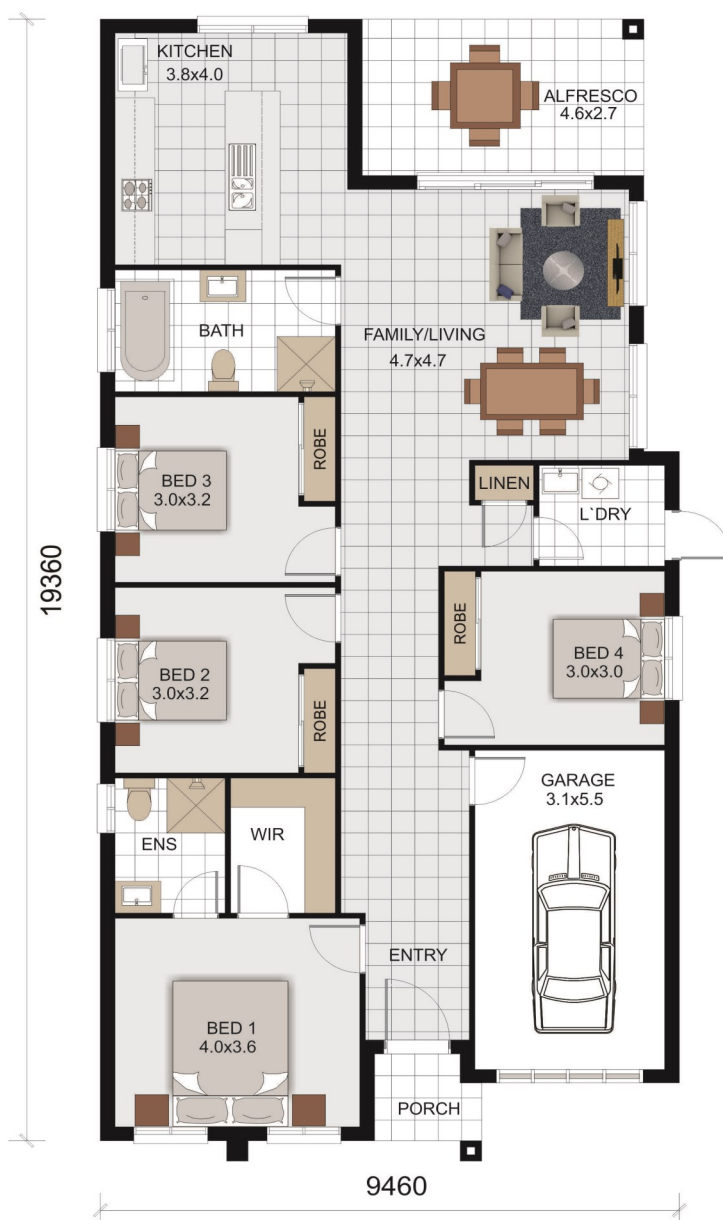 KITCHEN
3.8x4.0
ALFRESCO
4.6x2.7
BATH
FAMILY/LIVING
4.7x4.7
ROBE
BED 3
3.0x3.2
LINEN
L`DRY
19360
BED 2
3.0x3.2
ROBE
ROBE
BED 4
3.0x3.0
GARAGE
3.1x5.5
ENS
WIR
ENTRY
BED 1
4.0x3.6
PORCH
9460